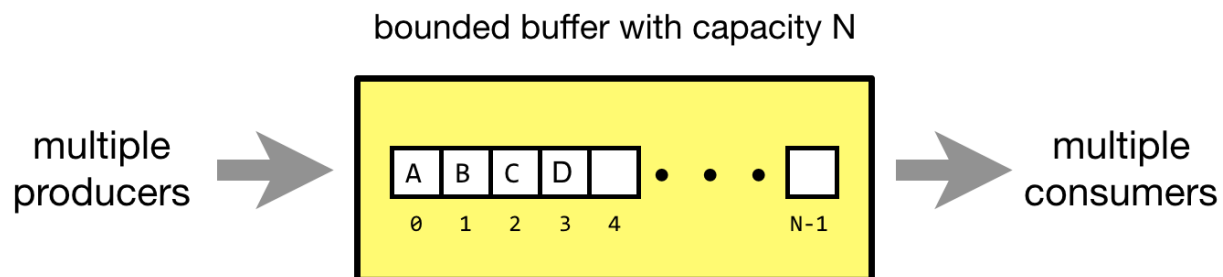 bounded buffer with capacity N
multiple
producers
A B C D
0 1 2 3 4 N-1
multiple
consumers